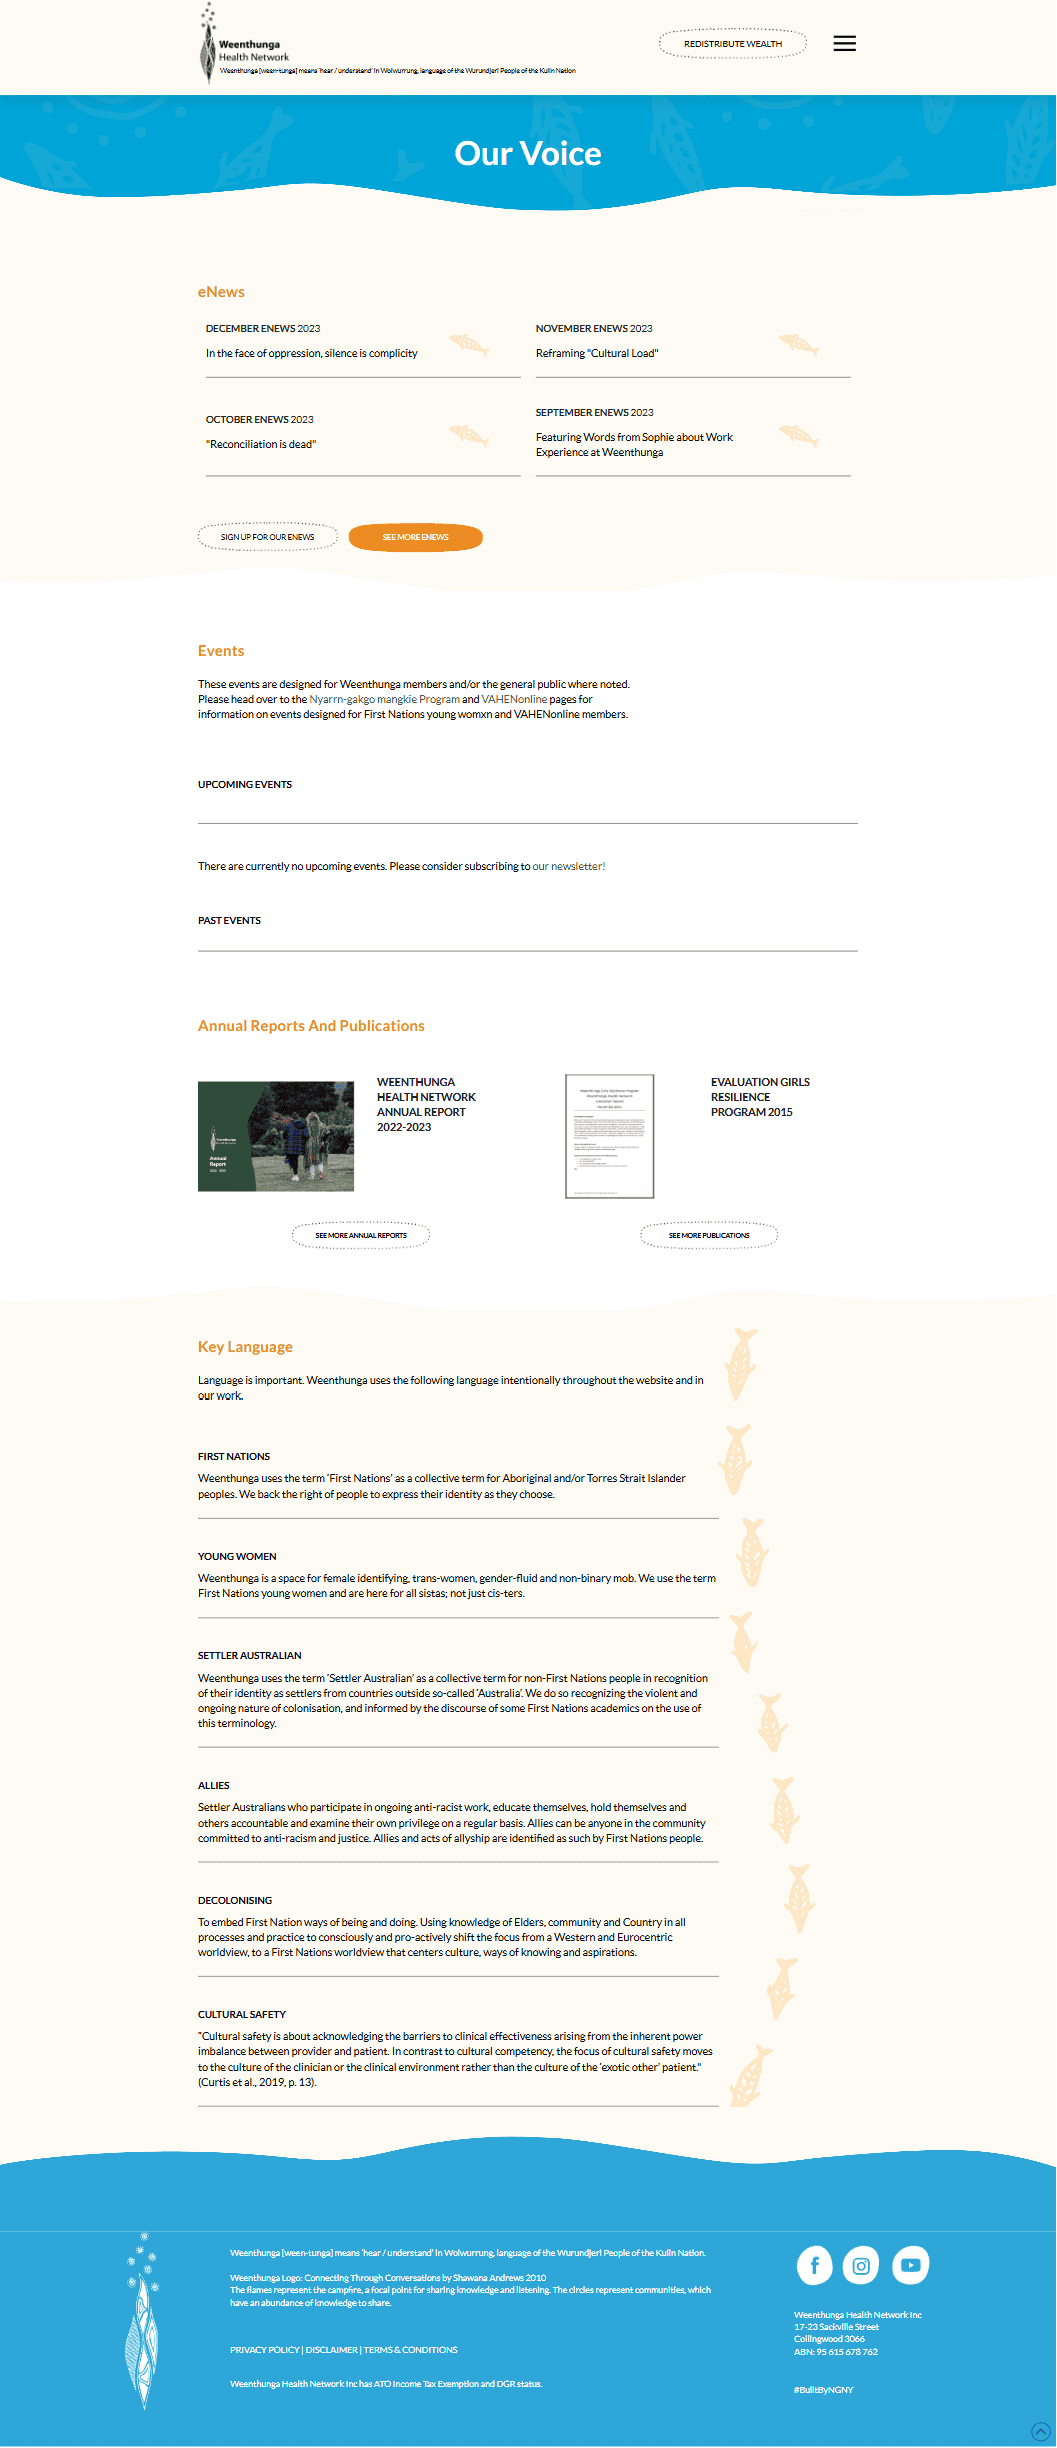 Weenthunga
Health Network
Weenthunga [ween-tunga] means 'hear / understand' in Wolwurrung, language of the Wurundjeri People of the Kulin Nation
REDISTRIBUTE WEALTH
Our Voice
eNews
DECEMBER ENEWS 2023
In the face of oppression, silence is complicity
NOVEMBER ENEWS 2023
Reframing "Cultural Load"
OCTOBER ENEWS 2023
"Reconciliation is dead"
SEPTEMBER ENEWS 2023
Featuring Words from Sophie about Work
Experience at Weenthunga
SIGN UP FOR OUR ENEWS
SEE MORE ENEWS
Events
These events are designed for Weenthunga members and/or the general public where noted.
Please head over to the Nyarrn-gakgo mangkie Program and VAHENonline pages for
information on events designed for First Nations young womxn and VAHENonline members.
UPCOMING EVENTS
There are currently no upcoming events. Please consider subscribing to our newsletter!
PAST EVENTS
Annual Reports And Publications
Weenthunga
Health Network
Annual
Report
WEENTHUNGA
HEALTH NETWORK
ANNUAL REPORT
2022-2023
Weenthunga Girls' Resilience Program
Weenthunga Health Network
Evaluation Report
EVALUATION GIRLS
RESILIENCE
PROGRAM 2015
SEE MORE ANNUAL REPORTS
SEE MORE PUBLICATIONS
Key Language
Language is important. Weenthunga uses the following language intentionally throughout the website and in
our work.
FIRST NATIONS
Weenthunga uses the term 'First Nations' as a collective term for Aboriginal and/or Torres Strait Islander
peoples. We back the right of people to express their identity as they choose.
YOUNG WOMEN
Weenthunga is a space for female identifying, trans-women, gender-fluid and non-binary mob. We use the term
First Nations young women and are here for all sistas; not just cis-ters.
SETTLER AUSTRALIAN
Weenthunga uses the term 'Settler Australian' as a collective term for non-First Nations people in recognition
of their identity as settlers from countries outside so-called 'Australia'. We do so recognizing the violent and
ongoing nature of colonisation, and informed by the discourse of some First Nations academics on the use of
this terminology.
ALLIES
Settler Australians who participate in ongoing anti-racist work, educate themselves, hold themselves and
others accountable and examine their own privilege on a regular basis. Allies can be anyone in the community
committed to anti-racism and justice. Allies and acts of allyship are identified as such by First Nations people.
DECOLONISING
To embed First Nation ways of being and doing. Using knowledge of Elders, community and Country in all
processes and practice to consciously and pro-actively shift the focus from a Western and Eurocentric
worldview, to a First Nations worldview that centers culture, ways of knowing and aspirations.
CULTURAL SAFETY
"Cultural safety is about acknowledging the barriers to clinical effectiveness arising from the inherent power
imbalance between provider and patient. In contrast to cultural competency, the focus of cultural safety moves
to the culture of the clinician or the clinical environment rather than the culture of the 'exotic other' patient."
(Curtis et al., 2019, p. 13).
Weenthunga [ween-tunga] means 'hear / understand' in Wolwurrung, language of the Wurundjeri People of the Kulin Nation.
Weenthunga Logo: Connecting Through Conversations by Shawana Andrews 2010
The flames represent the campfire, a focal point for sharing knowledge and listening. The circles represent communities, which
have an abundance of knowledge to share.
PRIVACY POLICY | DISCLAIMER | TERMS & CONDITIONS
Weenthunga Health Network Inc has ATO Income Tax Exemption and DGR status.
Weenthunga Health Network Inc
17-23 Sackville Street
Collingwood 3066
ABN: 95 615 678 762
#BuiltByNGNY